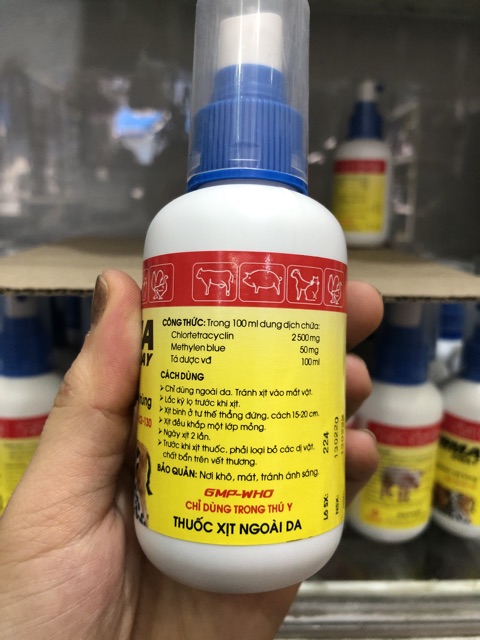 CÔNG THỨC: Trong 100 ml dung dịch chứa:
Chlortetracyclin 2 500 mg
Methylen blue 50 mg
Tá dược vđ 100 ml
CÁCH DÙNG
➢ Chỉ dùng ngoài da. Tránh xịt vào mắt vật.
➢ Lắc kỹ lọ trước khi xịt.
➢ Xịt bình ở tư thế thẳng đứng, cách 15-20 cm.
➢ Xịt đều khắp một lớp mỏng.
➢ Ngày xịt 2 lần.
➢ Trước khi xịt thuốc, phải loại bỏ các dị vật,
chất bẩn trên vết thương.
BẢO QUẢN: Nơi khô, mát, tránh ánh sáng.
GMP-WHO
CHỈ DÙNG TRONG THÚ Y
THUỐC XỊT NGOÀI DA
Lô SX: 224
NSX: